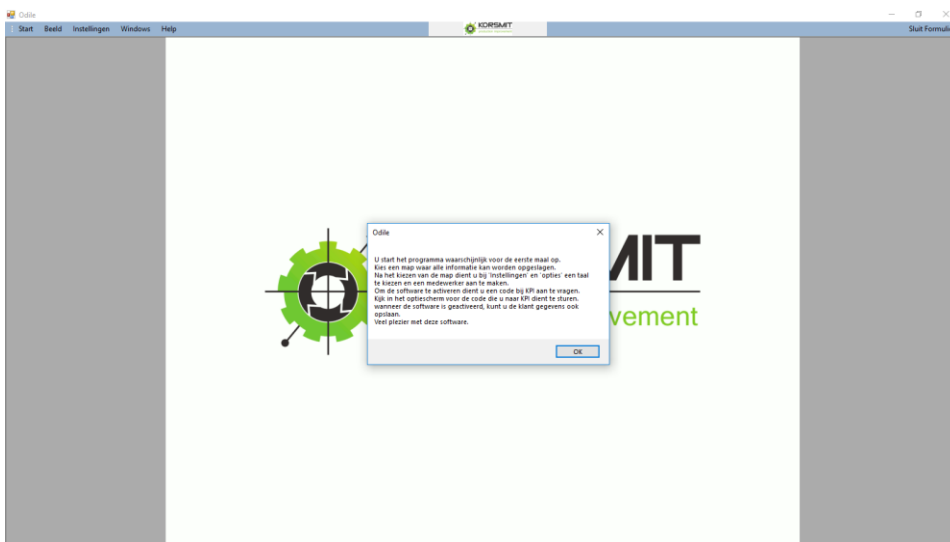 Odile
Start Beeld Instellingen Windows Help
KORSMIT
Sluit Formuli
Odile
U start het programma waarschijnlijk voor de eerste maal op.
Kies een map waar alle informatie kan worden opgeslagen.
Na het kiezen van de map dient u bij 'Instellingen' en 'opties' een taal
te kiezen en een medewerker aan te maken.
Om de software te activeren dient u een code bij KPI aan te vragen.
Kijk in het optiescherm voor de code die u naar KPI dient te sturen.
wanneer de software is geactiveerd, kunt u de klant gegevens ook
opslaan.
Veel plezier met deze software.
OK
MIT
vement